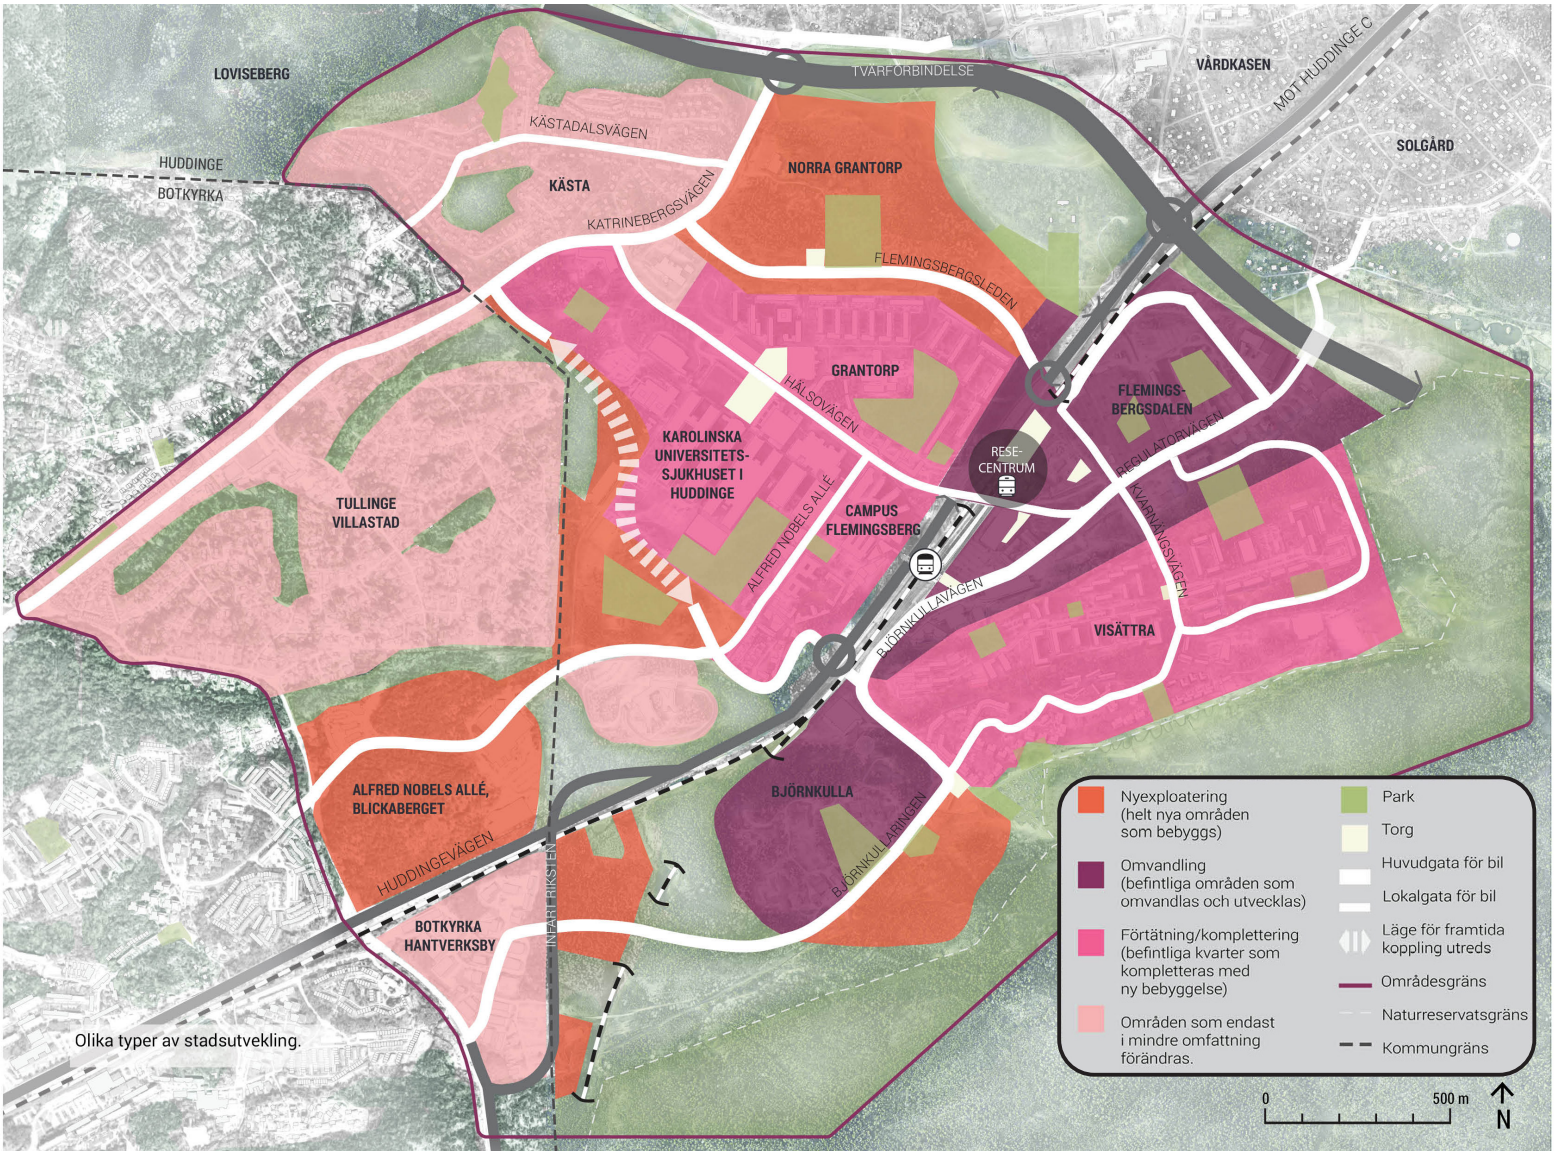 LOVISEBERG
TVÄRFÖRBINDELSE
VÅRDKASEN
MOT HUDDINGE C
SOLGÅRD
HUDDINGE
BOTKYRKA
KÄSTADALSVÄGEN
KÄSTA
KATRINEBERGSVÄGEN
NORRA GRANTORP
FLEMINGSBERGSLEDEN
GRANTORP
HÄLSOVÄGEN
FLEMINGS-
BERGSDALEN
REGULATORVÄGEN
RESE-
CENTRUM
KAROLINSKA
UNIVERSITETS-
SJUKHUSET I
HUDDINGE
TULLINGE
VILLASTAD
ALFRED NOBELS ALLÉ
CAMPUS
FLEMINGSBERG
KVARNÄNGSVÄGEN
BJÖRNKULLAVÄGEN
VISÄTTRA
ALFRED NOBELS ALLÉ,
BLICKABERGET
BJÖRNKULLA
BJÖRNKULLARINGEN
HUDDINGEVÄGEN
INFART RIKSTEN
BOTKYRKA
HANTVERKSBY
Olika typer av stadsutvekling.
Nyexploatering
(helt nya områden
som bebyggs)
Omvandling
(befintliga områden som
omvandlas och utvecklas)
Förtätning/komplettering
(befintliga kvarter som
kompletteras med
ny bebyggelse)
Områden som endast
i mindre omfattning
förändras.
Park
Torg
Huvudgata för bil
Lokalgata för bil
Läge för framtida
koppling utreds
Områdesgräns
Naturreservatsgräns
Kommungräns
0
500 m
N